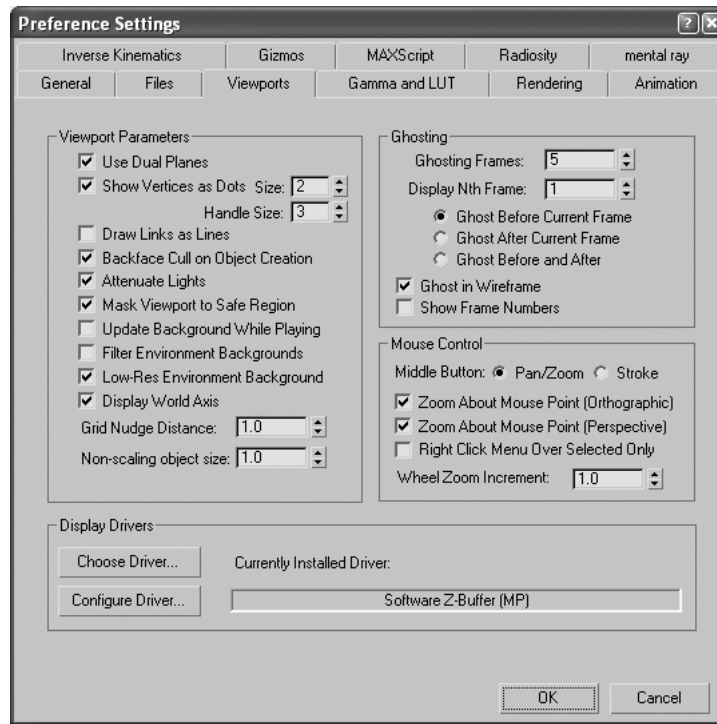 Preference Settings
Inverse Kinematics Gizmos MAXScript Radiosity mental ray
General Files Viewports Gamma and LUT Rendering Animation
Viewport Parameters
Use Dual Planes
Show Vertices as Dots Size: 2
Handle Size: 3
Draw Links as Lines
Backface Cull on Object Creation
Attenuate Lights
Mask Viewport to Safe Region
Update Background While Playing
Filter Environment Backgrounds
Low-Res Environment Background
Display World Axis
Grid Nudge Distance: 1.0
Non-scaling object size: 1.0
Ghosting
Ghosting Frames: 5
Display Nth Frame: 1
Ghost Before Current Frame
Ghost After Current Frame
Ghost Before and After
Ghost in Wireframe
Show Frame Numbers
Mouse Control
Middle Button: Pan/Zoom Stroke
Zoom About Mouse Point (Orthographic)
Zoom About Mouse Point (Perspective)
Right Click Menu Over Selected Only
Wheel Zoom Increment: 1.0
Display Drivers
Choose Driver... Currently Installed Driver:
Configure Driver... Software Z-Buffer (MP)
OK Cancel